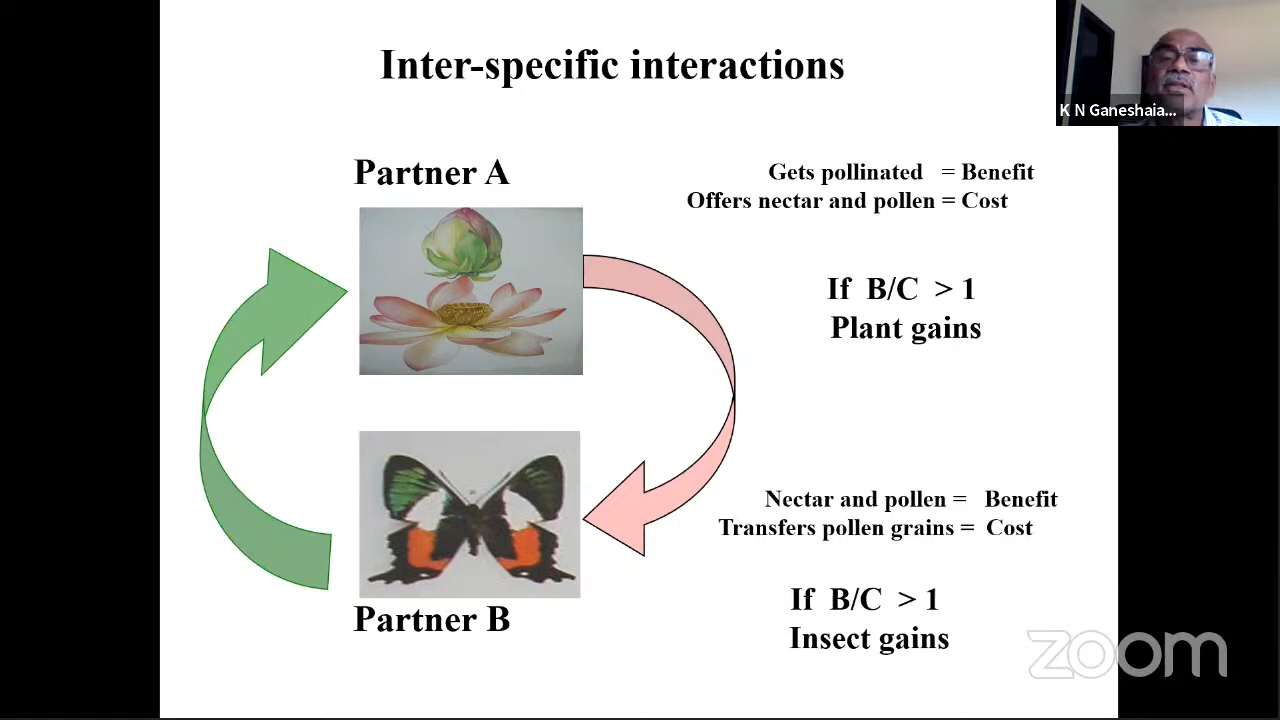 Inter-specific interactions
K N Ganeshaia...
Partner A
Gets pollinated = Benefit
Offers nectar and pollen = Cost
If B/C > 1
Plant gains
Nectar and pollen = Benefit
Transfers pollen grains = Cost
If B/C > 1
Insect gains
Partner B
zoom